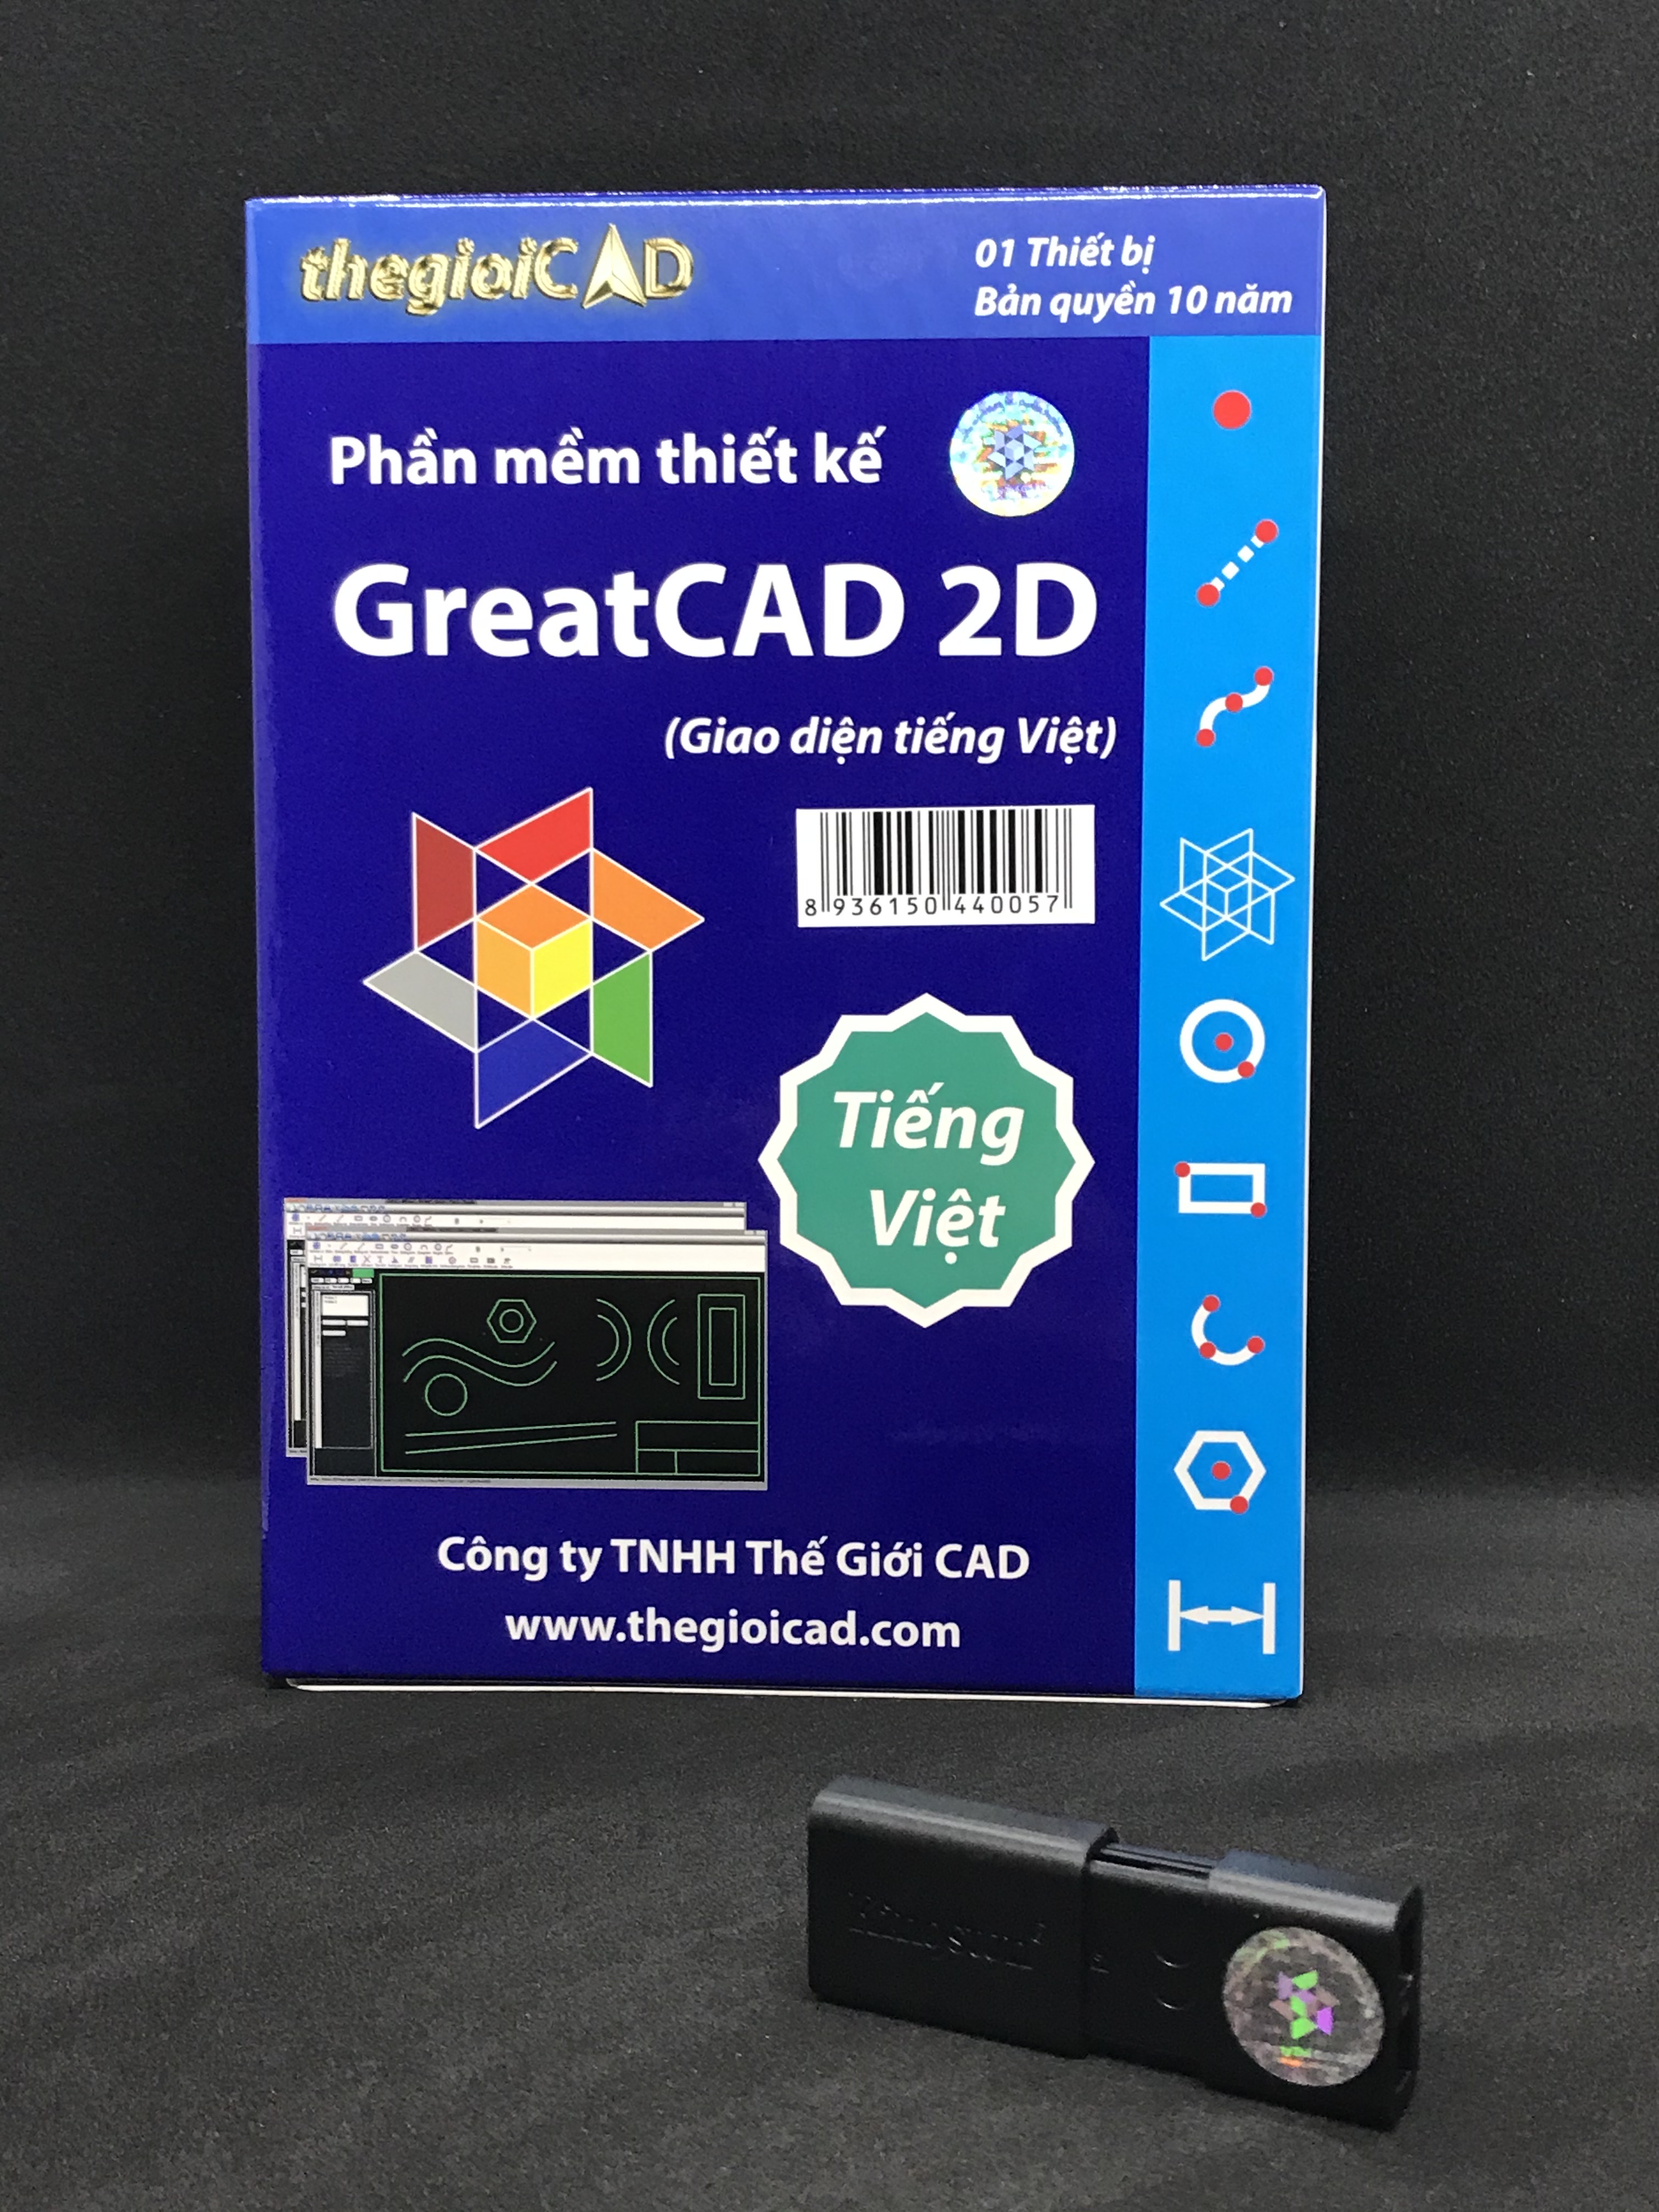 thegioiCAD
01 Thiết bị
Bản quyền 10 năm
Phần mềm thiết kế
GreatCAD 2D
(Giao diện tiếng Việt)
8 936150 440057
Tiếng
Việt
Công ty TNHH Thế Giới CAD
www.thegioicad.com